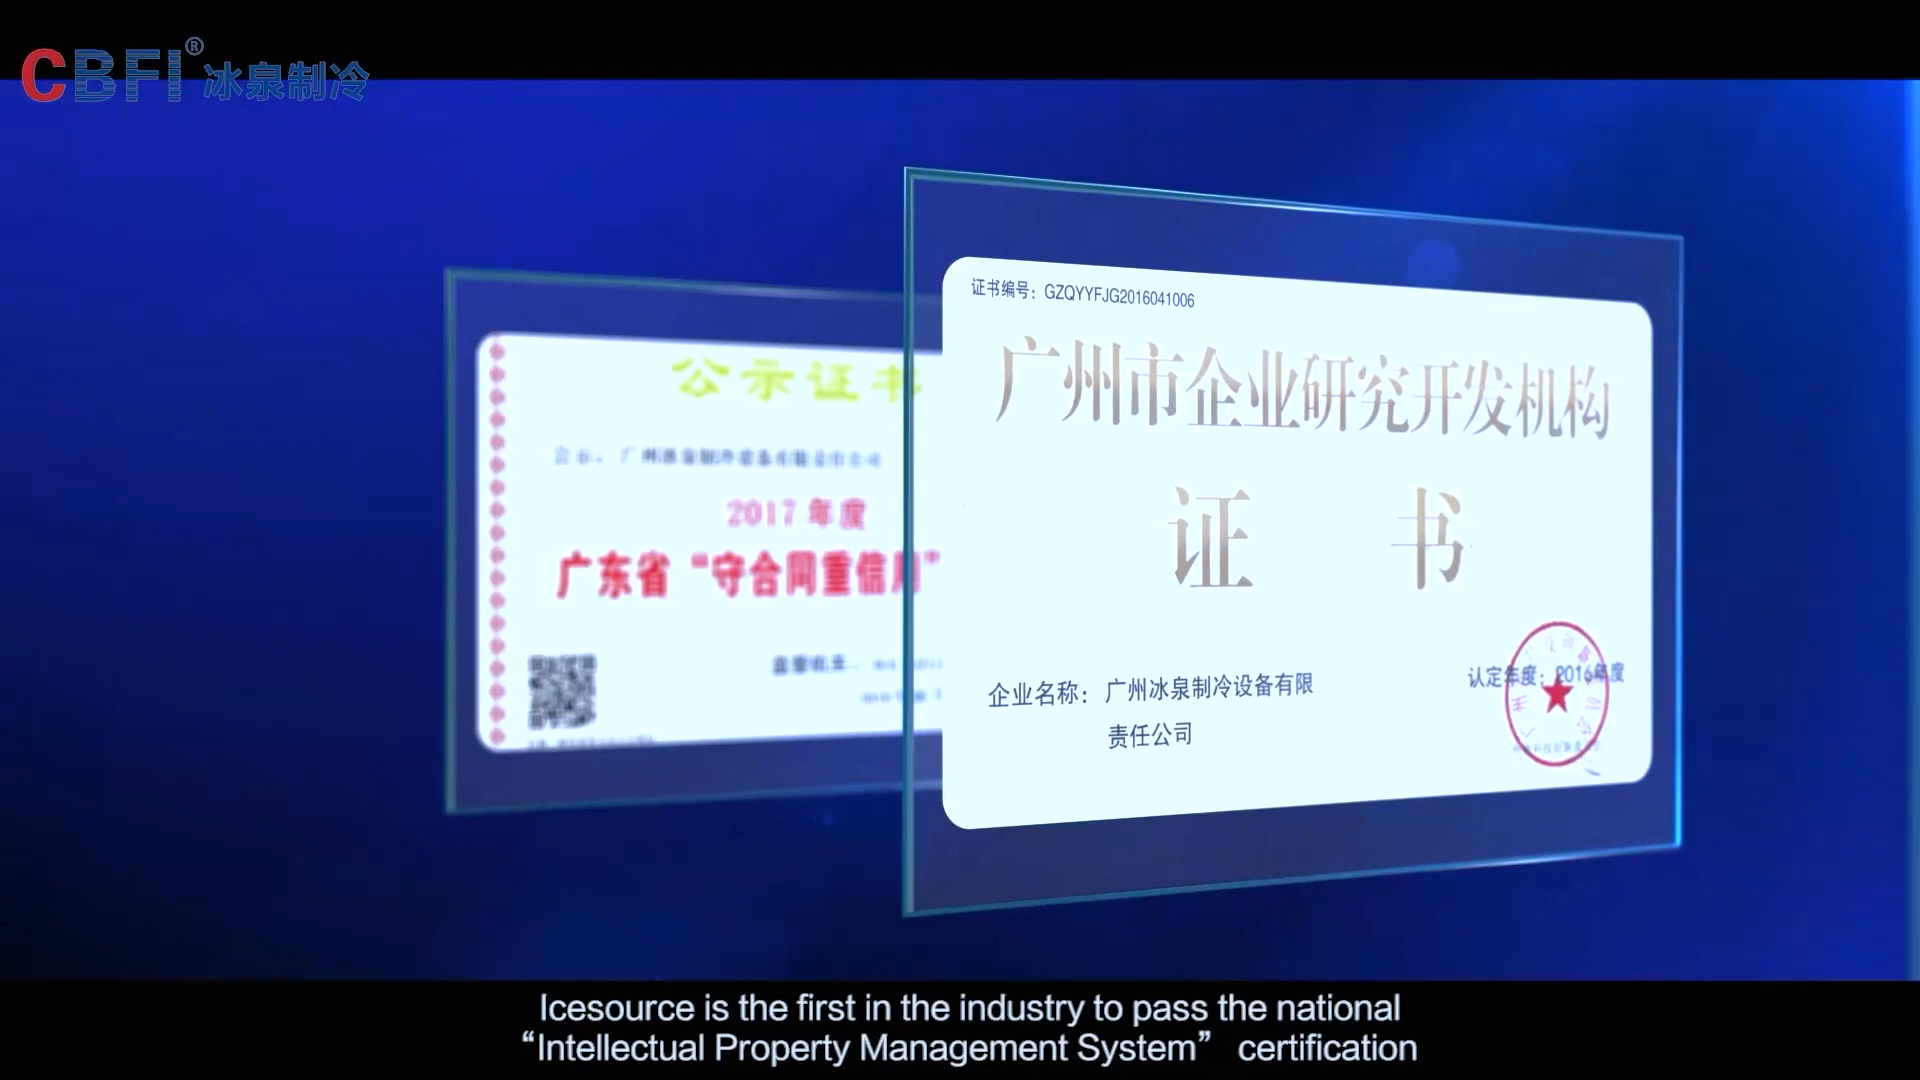 CBFI® 冰泉制冷
公示证书
2017 年度
广东省“守合同重信用”
证书编号：GZQYYFJG2016041006
广州市企业研究开发机构
证 书
企业名称：广州冰泉制冷设备有限
责任公司
认定年度：2016年度
Icesource is the first in the industry to pass the national
“Intellectual Property Management System” certification